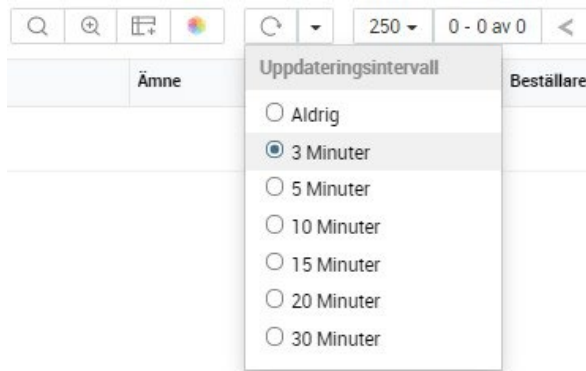 250
0 - 0 av 0
Ämne
Uppdateringsintervall
Beställare
Aldrig
3 Minuter
5 Minuter
10 Minuter
15 Minuter
20 Minuter
30 Minuter